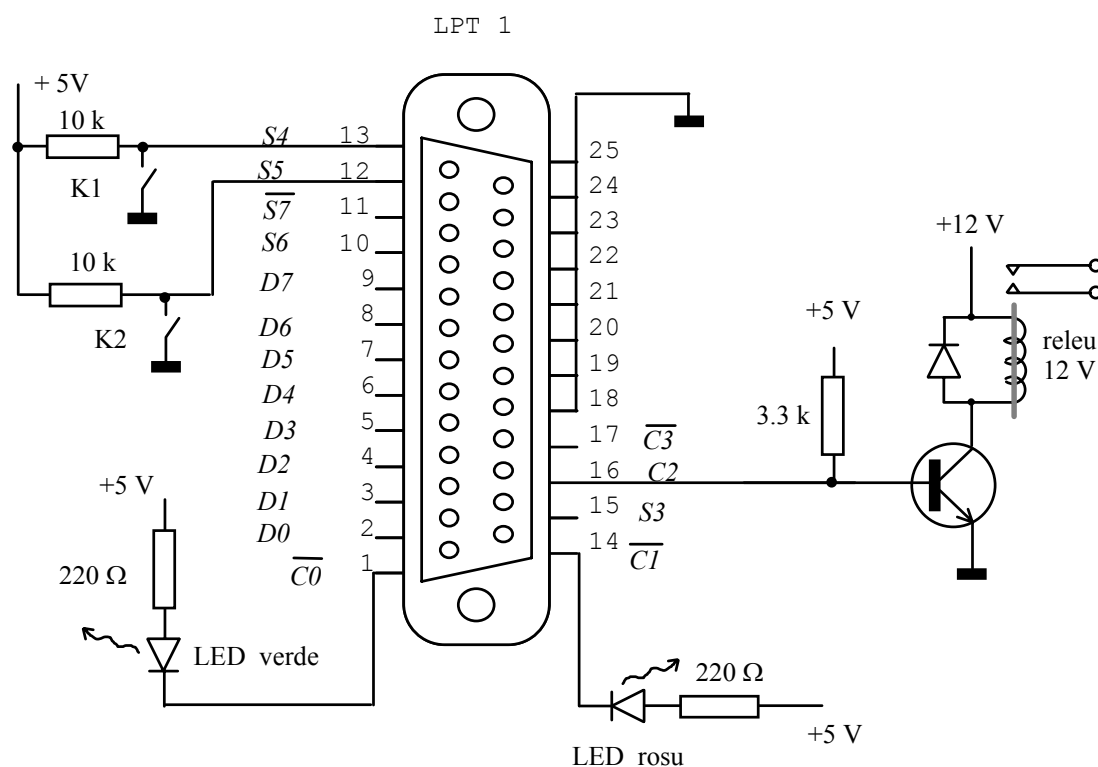 LPT 1
+ 5V
10 k
K1
10 k
K2
S4 13
S5 12
S7 11
S6 10
D7 9
D6 8
D5 7
D4 6
D3 5
D2 4
D1 3
D0 2
C0 1
+5 V
220 Ω
LED verde
25
24
23
22
21
20
19
18
17 C3
16 C2
15 S3
14 C1
+5 V
3.3 k
+12 V
releu
12 V
220 Ω
+5 V
LED rosu